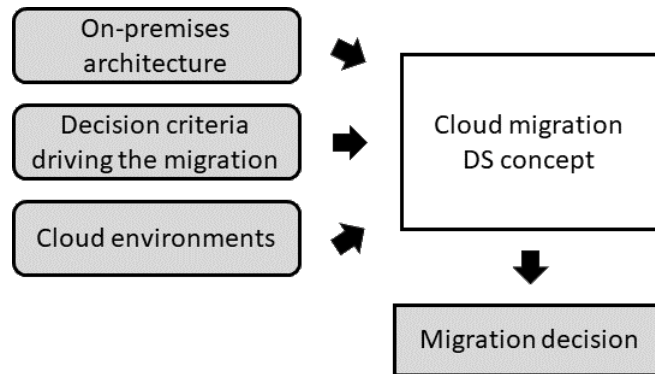 On-premises
architecture
Decision criteria
driving the migration
Cloud environments
Cloud migration
DS concept
Migration decision